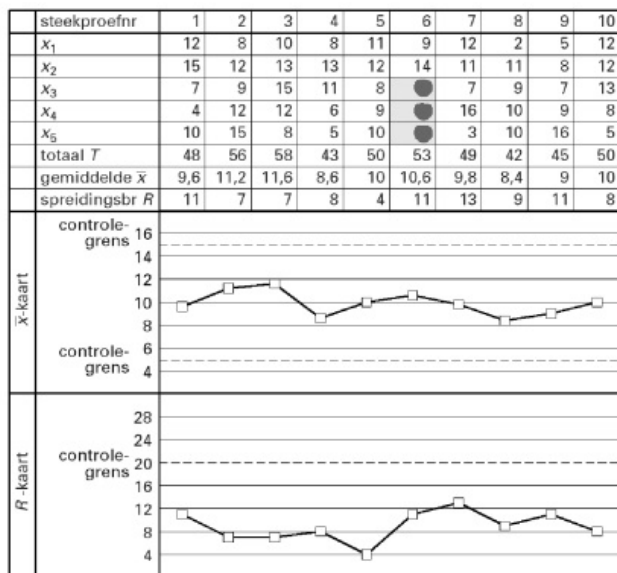 steekproefnr 1 2 3 4 5 6 7 8 9 10
x₁ 12 8 10 8 11 9 12 2 5 12
x₂ 15 12 13 13 12 14 11 11 8 12
x₃ 7 9 15 11 8 7 9 7 13
x₄ 4 12 12 6 9 16 10 9 8
x₅ 10 15 8 5 10 3 10 16 5
totaal T 48 56 58 43 50 53 49 42 45 50
gemiddelde x̄ 9,6 11,2 11,6 8,6 10 10,6 9,8 8,4 9 10
spreidingsbr R 11 7 7 8 4 11 13 9 11 8
x̄-kaart
controle-
grens
16
14
12
10
8
6
controle-
grens
4
R-kaart
28
24
controle-
grens
20
16
12
8
4